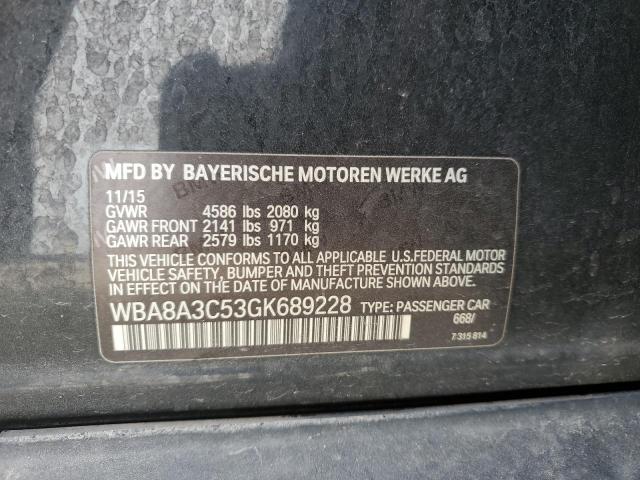 MFD BY BAYERISCHE MOTOREN WERKE AG
11/15
GVWR 4586 lbs 2080 kg
GAWR FRONT 2141 lbs 971 kg
GAWR REAR 2579 lbs 1170 kg
THIS VEHICLE CONFORMS TO ALL APPLICABLE U.S.FEDERAL MOTOR
VEHICLE SAFETY, BUMPER AND THEFT PREVENTION STANDARDS
IN EFFECT ON THE DATE OF MANUFACTURE SHOWN ABOVE.
WBA8A3C53GK689228 TYPE: PASSENGER CAR
668/
7 315 814